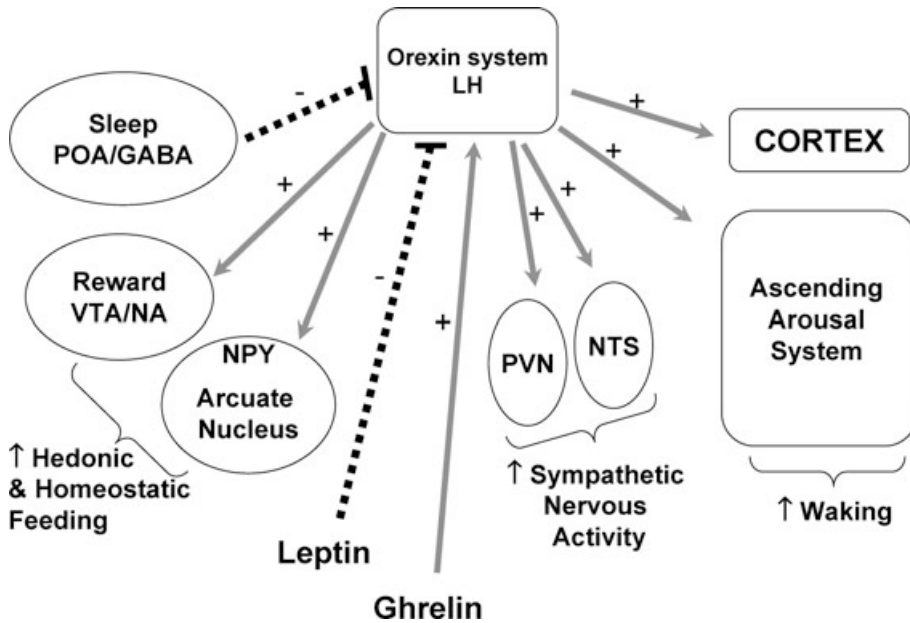 Orexin system
LH
-
+
CORTEX
Sleep
POA/GABA
+
+
+
+
+
Reward
VTA/NA
-
+
Ascending
Arousal
System
NPY
Arcuate
Nucleus
PVN
NTS
↑ Hedonic
& Homeostatic
Feeding
↑ Sympathetic
Nervous
Activity
↑ Waking
Leptin
Ghrelin